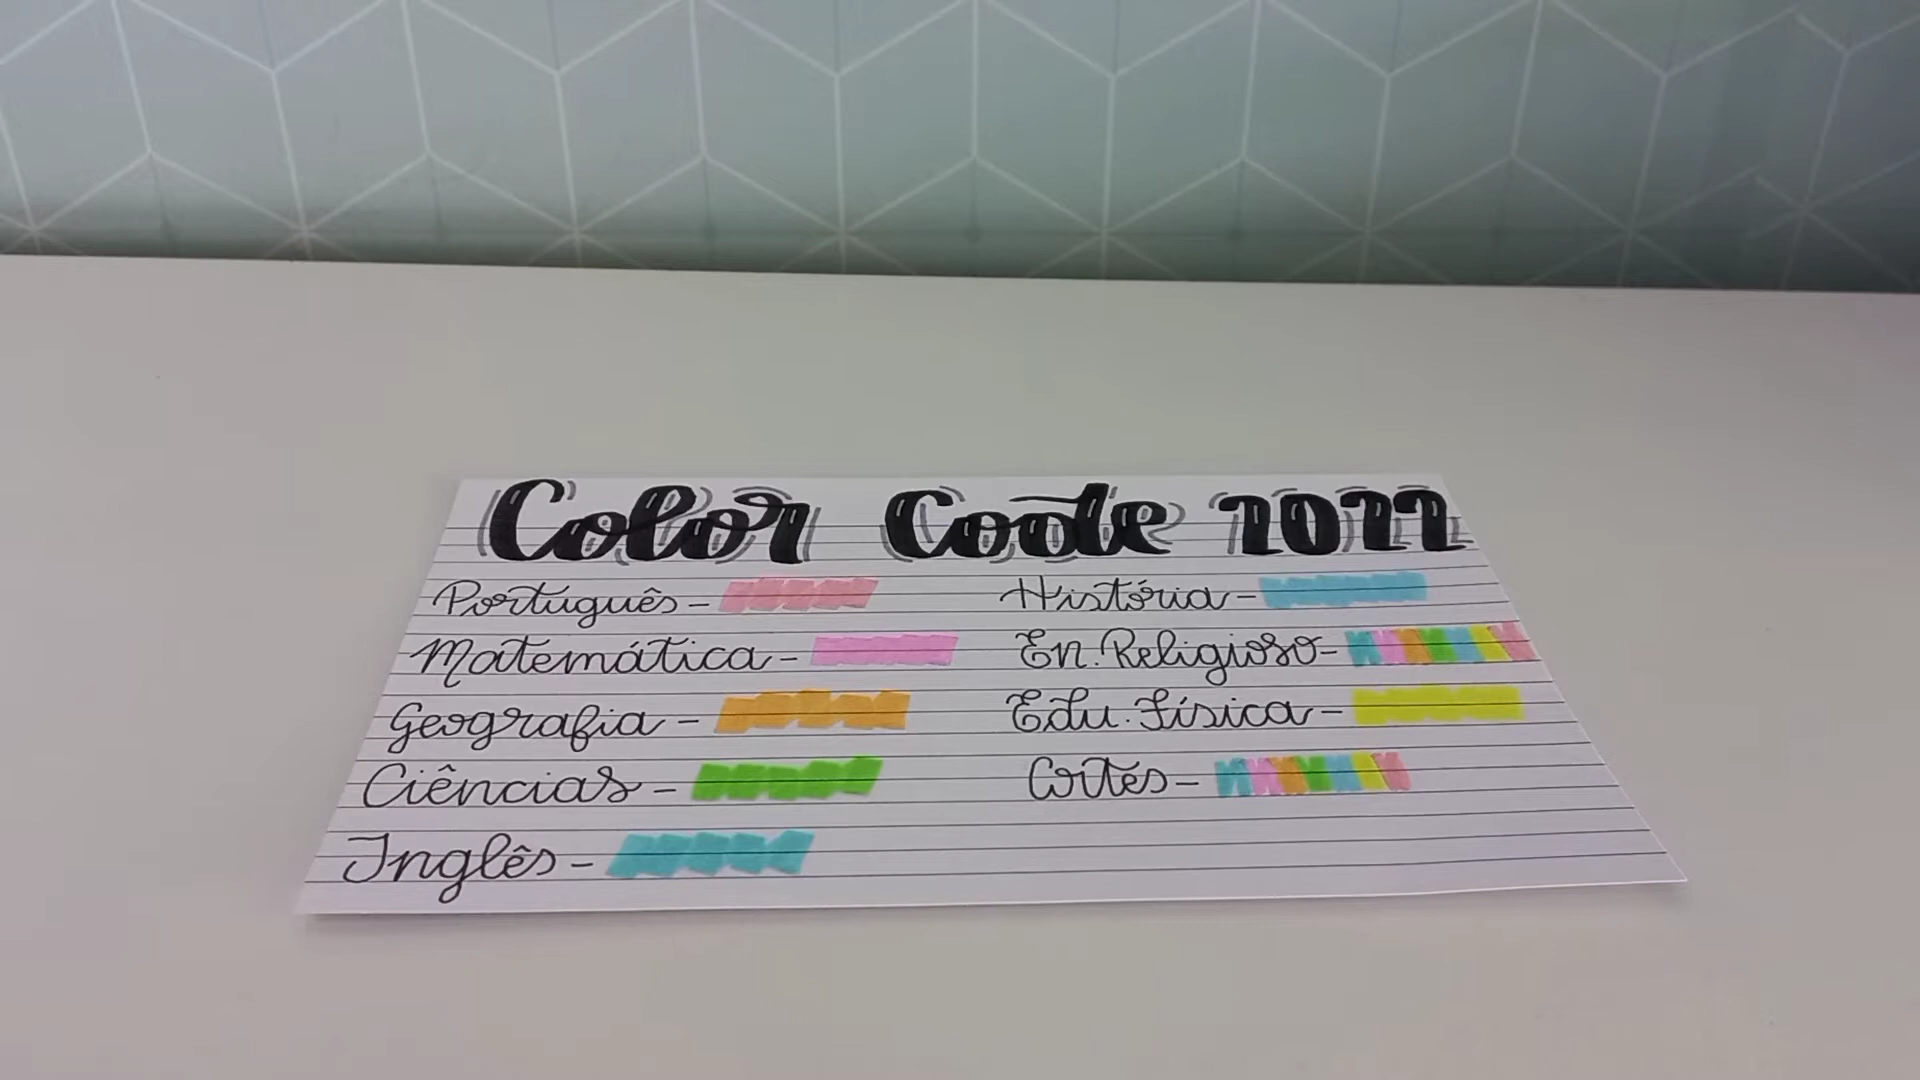 Color Code 2022
Português -
Matemática -
Geografia -
Ciências -
Inglês -
História -
En. Religioso -
Edu. Física -
Artes -